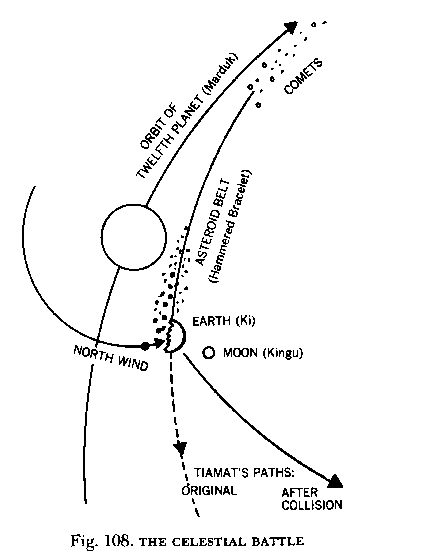 ORBIT OF
TWELFTH PLANET (Marduk)
COMETS
ASTEROID BELT
(Hammered Bracelet)
EARTH (Ki)
MOON (Kingu)
NORTH WIND
TIAMAT'S PATHS:
ORIGINAL
AFTER
COLLISION
Fig. 108. THE CELESTIAL BATTLE